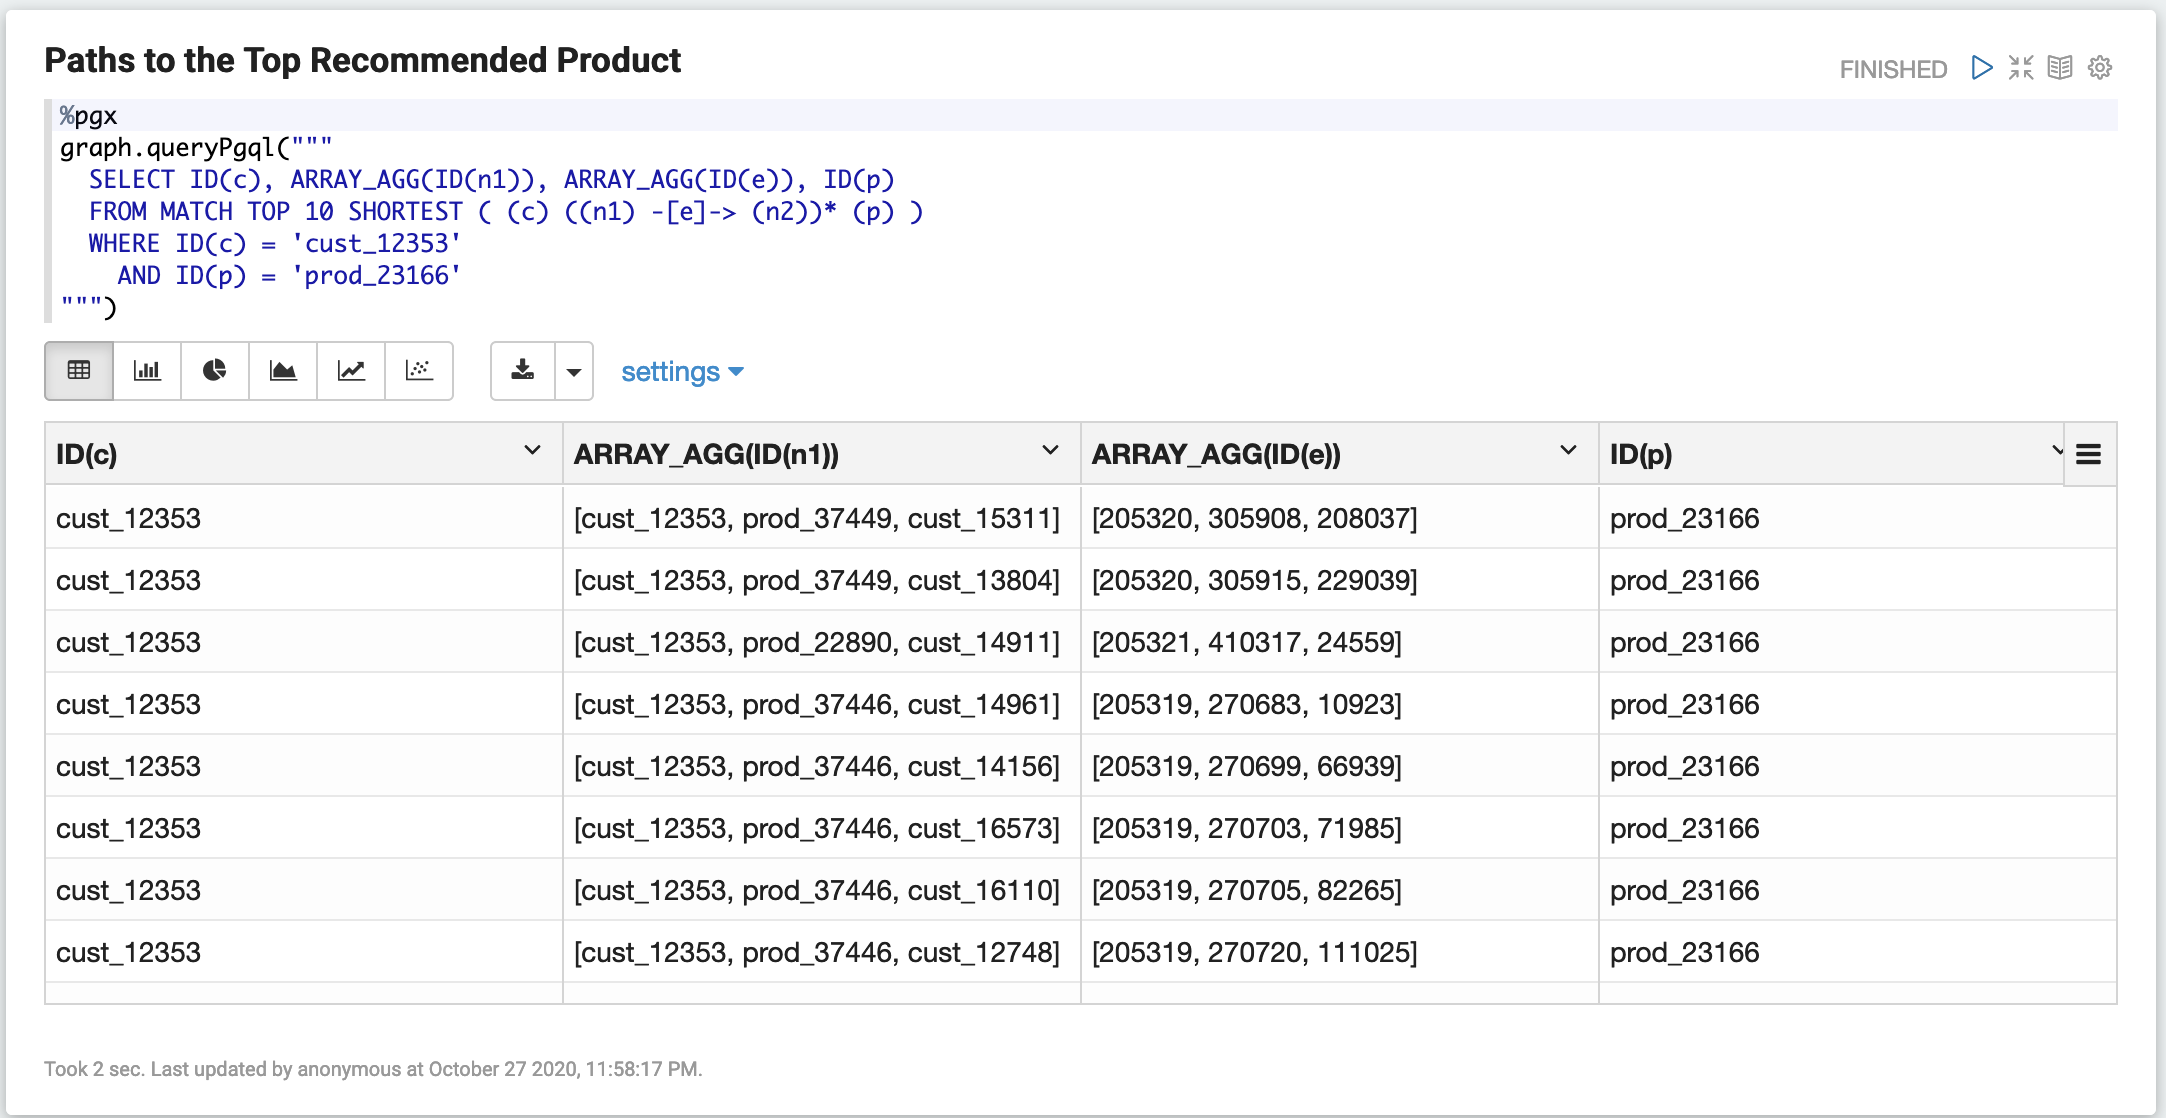 Paths to the Top Recommended Product
FINISHED
%pgx
graph.queryPgql("""
  SELECT ID(c), ARRAY_AGG(ID(n1)), ARRAY_AGG(ID(e)), ID(p)
  FROM MATCH TOP 10 SHORTEST ( (c) ((n1) -[e]-> (n2))* (p) )
  WHERE ID(c) = 'cust_12353'
    AND ID(p) = 'prod_23166'
""")
settings
ID(c) ARRAY_AGG(ID(n1)) ARRAY_AGG(ID(e)) ID(p)
cust_12353 [cust_12353, prod_37449, cust_15311] [205320, 305908, 208037] prod_23166
cust_12353 [cust_12353, prod_37449, cust_13804] [205320, 305915, 229039] prod_23166
cust_12353 [cust_12353, prod_22890, cust_14911] [205321, 410317, 24559] prod_23166
cust_12353 [cust_12353, prod_37446, cust_14961] [205319, 270683, 10923] prod_23166
cust_12353 [cust_12353, prod_37446, cust_14156] [205319, 270699, 66939] prod_23166
cust_12353 [cust_12353, prod_37446, cust_16573] [205319, 270703, 71985] prod_23166
cust_12353 [cust_12353, prod_37446, cust_16110] [205319, 270705, 82265] prod_23166
cust_12353 [cust_12353, prod_37446, cust_12748] [205319, 270720, 111025] prod_23166
Took 2 sec. Last updated by anonymous at October 27 2020, 11:58:17 PM.